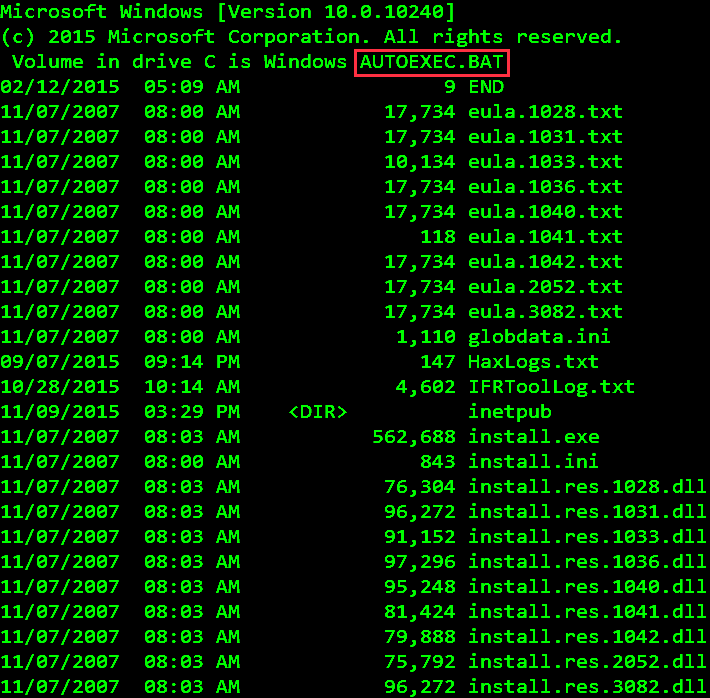 Microsoft Windows [Version 10.0.10240]
(c) 2015 Microsoft Corporation. All rights reserved.
Volume in drive C is Windows AUTOEXEC.BAT
02/12/2015 05:09 AM 9 END
11/07/2007 08:00 AM 17,734 eula.1028.txt
11/07/2007 08:00 AM 17,734 eula.1031.txt
11/07/2007 08:00 AM 10,134 eula.1033.txt
11/07/2007 08:00 AM 17,734 eula.1036.txt
11/07/2007 08:00 AM 17,734 eula.1040.txt
11/07/2007 08:00 AM 118 eula.1041.txt
11/07/2007 08:00 AM 17,734 eula.1042.txt
11/07/2007 08:00 AM 17,734 eula.2052.txt
11/07/2007 08:00 AM 17,734 eula.3082.txt
11/07/2007 08:00 AM 1,110 globdata.ini
09/07/2015 09:14 PM 147 HaxLogs.txt
10/28/2015 10:14 AM 4,602 IFRToolLog.txt
11/09/2015 03:29 PM <DIR> inetpub
11/07/2007 08:03 AM 562,688 install.exe
11/07/2007 08:00 AM 843 install.ini
11/07/2007 08:03 AM 76,304 install.res.1028.dll
11/07/2007 08:03 AM 96,272 install.res.1031.dll
11/07/2007 08:03 AM 91,152 install.res.1033.dll
11/07/2007 08:03 AM 97,296 install.res.1036.dll
11/07/2007 08:03 AM 95,248 install.res.1040.dll
11/07/2007 08:03 AM 81,424 install.res.1041.dll
11/07/2007 08:03 AM 79,888 install.res.1042.dll
11/07/2007 08:03 AM 75,792 install.res.2052.dll
11/07/2007 08:03 AM 96,272 install.res.3082.dll